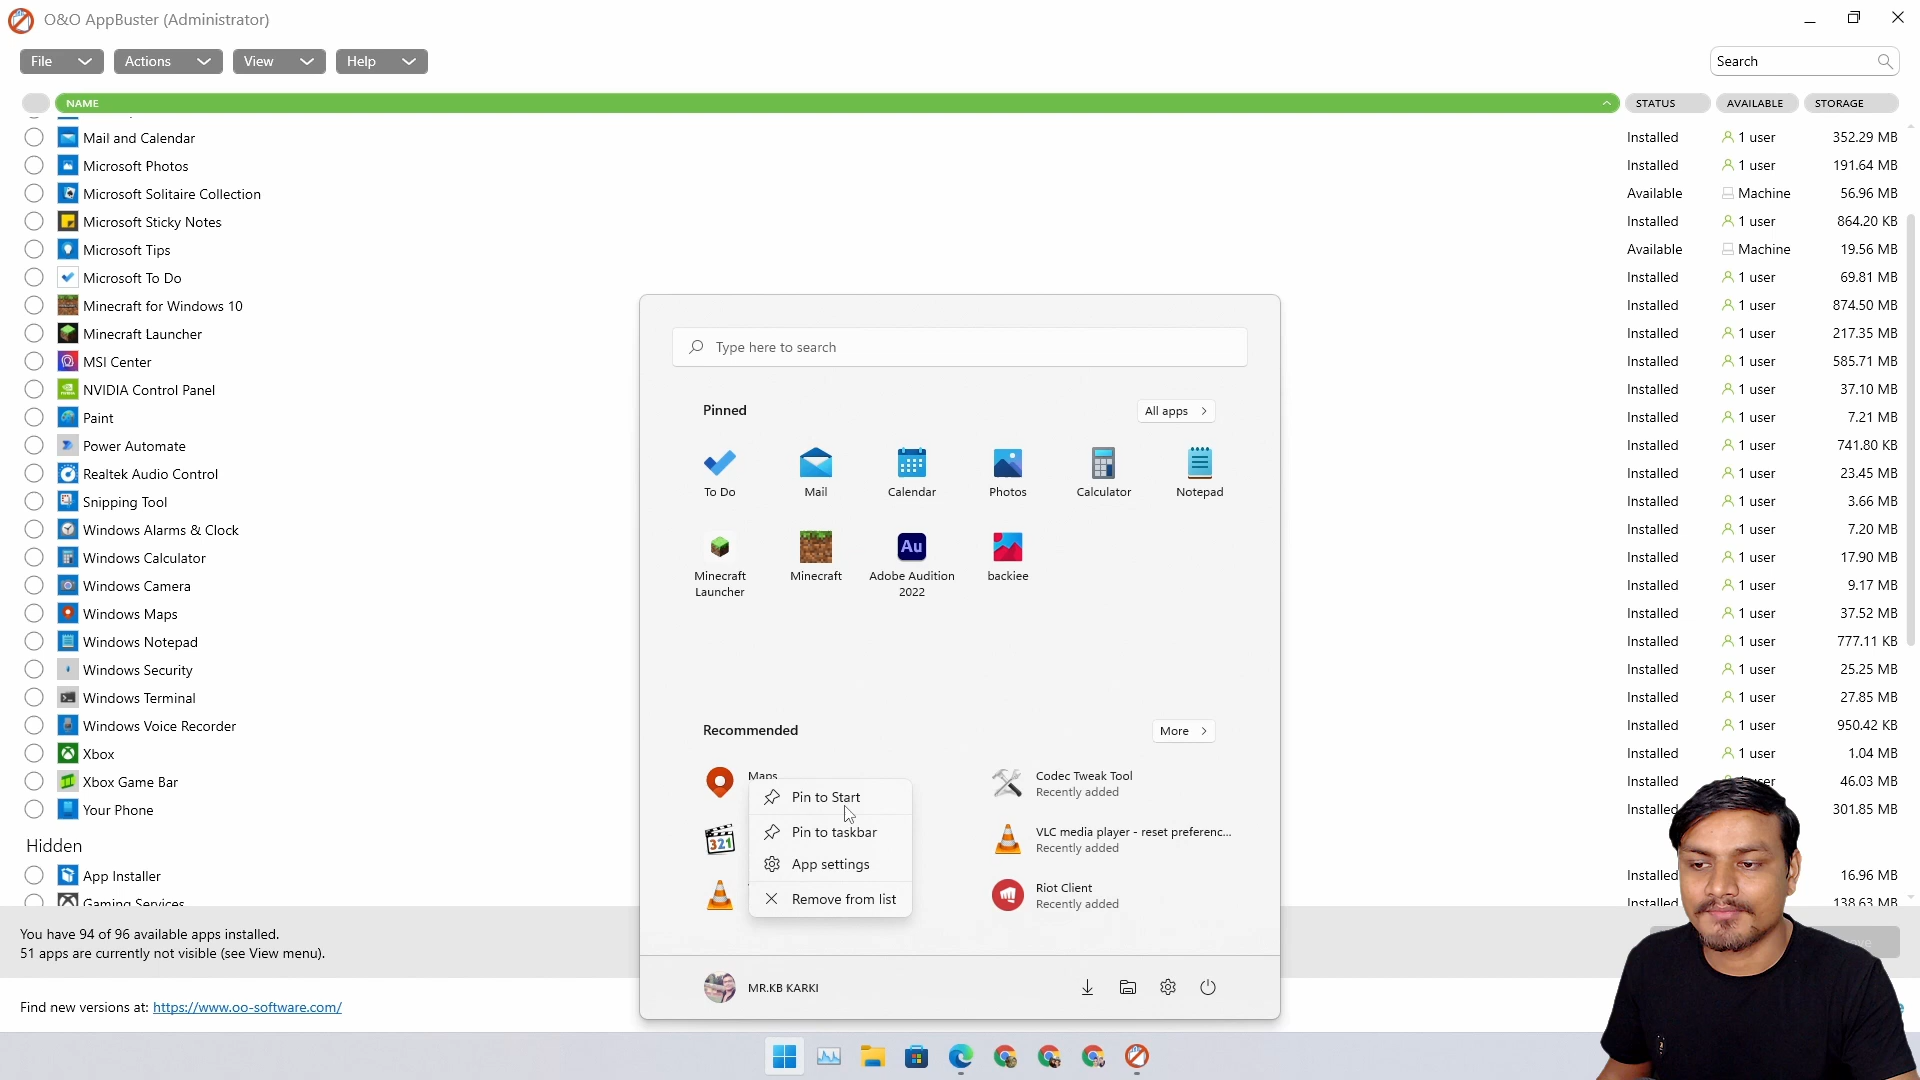 O&O AppBuster (Administrator)
File
Actions
View
Help
Search
NAME
STATUS
AVAILABLE
STORAGE
Mail and Calendar
Installed
1 user
352.29 MB
Microsoft Photos
Installed
1 user
191.64 MB
Microsoft Solitaire Collection
Available
Machine
56.96 MB
Microsoft Sticky Notes
Installed
1 user
864.20 KB
Microsoft Tips
Available
Machine
19.56 MB
Microsoft To Do
Installed
1 user
69.81 MB
Minecraft for Windows 10
Installed
1 user
874.50 MB
Minecraft Launcher
Installed
1 user
217.35 MB
MSI Center
Installed
1 user
585.71 MB
NVIDIA Control Panel
Installed
1 user
37.10 MB
Paint
Installed
1 user
7.21 MB
Power Automate
Installed
1 user
741.80 KB
Realtek Audio Control
Installed
1 user
23.45 MB
Snipping Tool
Installed
1 user
3.66 MB
Windows Alarms & Clock
Installed
1 user
7.20 MB
Windows Calculator
Installed
1 user
17.90 MB
Windows Camera
Installed
1 user
9.17 MB
Windows Maps
Installed
1 user
37.52 MB
Windows Notepad
Installed
1 user
777.11 KB
Windows Security
Installed
1 user
25.25 MB
Windows Terminal
Installed
1 user
27.85 MB
Windows Voice Recorder
Installed
1 user
950.42 KB
Xbox
Installed
1 user
1.04 MB
Xbox Game Bar
Installed
46.03 MB
Your Phone
Installed
301.85 MB
Hidden
App Installer
Installed
16.96 MB
Gaming Services
Installed
138.63 MB
You have 94 of 96 available apps installed.
51 apps are currently not visible (see View menu).
Find new versions at: https://www.oo-software.com/
Type here to search
Pinned
All apps
To Do
Mail
Calendar
Photos
Calculator
Notepad
Minecraft
Launcher
Minecraft
Au
Adobe Audition
2022
backiee
Recommended
More
Maps
Pin to Start
Pin to taskbar
App settings
Remove from list
321
Codec Tweak Tool
Recently added
VLC media player - reset preferenc...
Recently added
Riot Client
Recently added
MR.KB KARKI